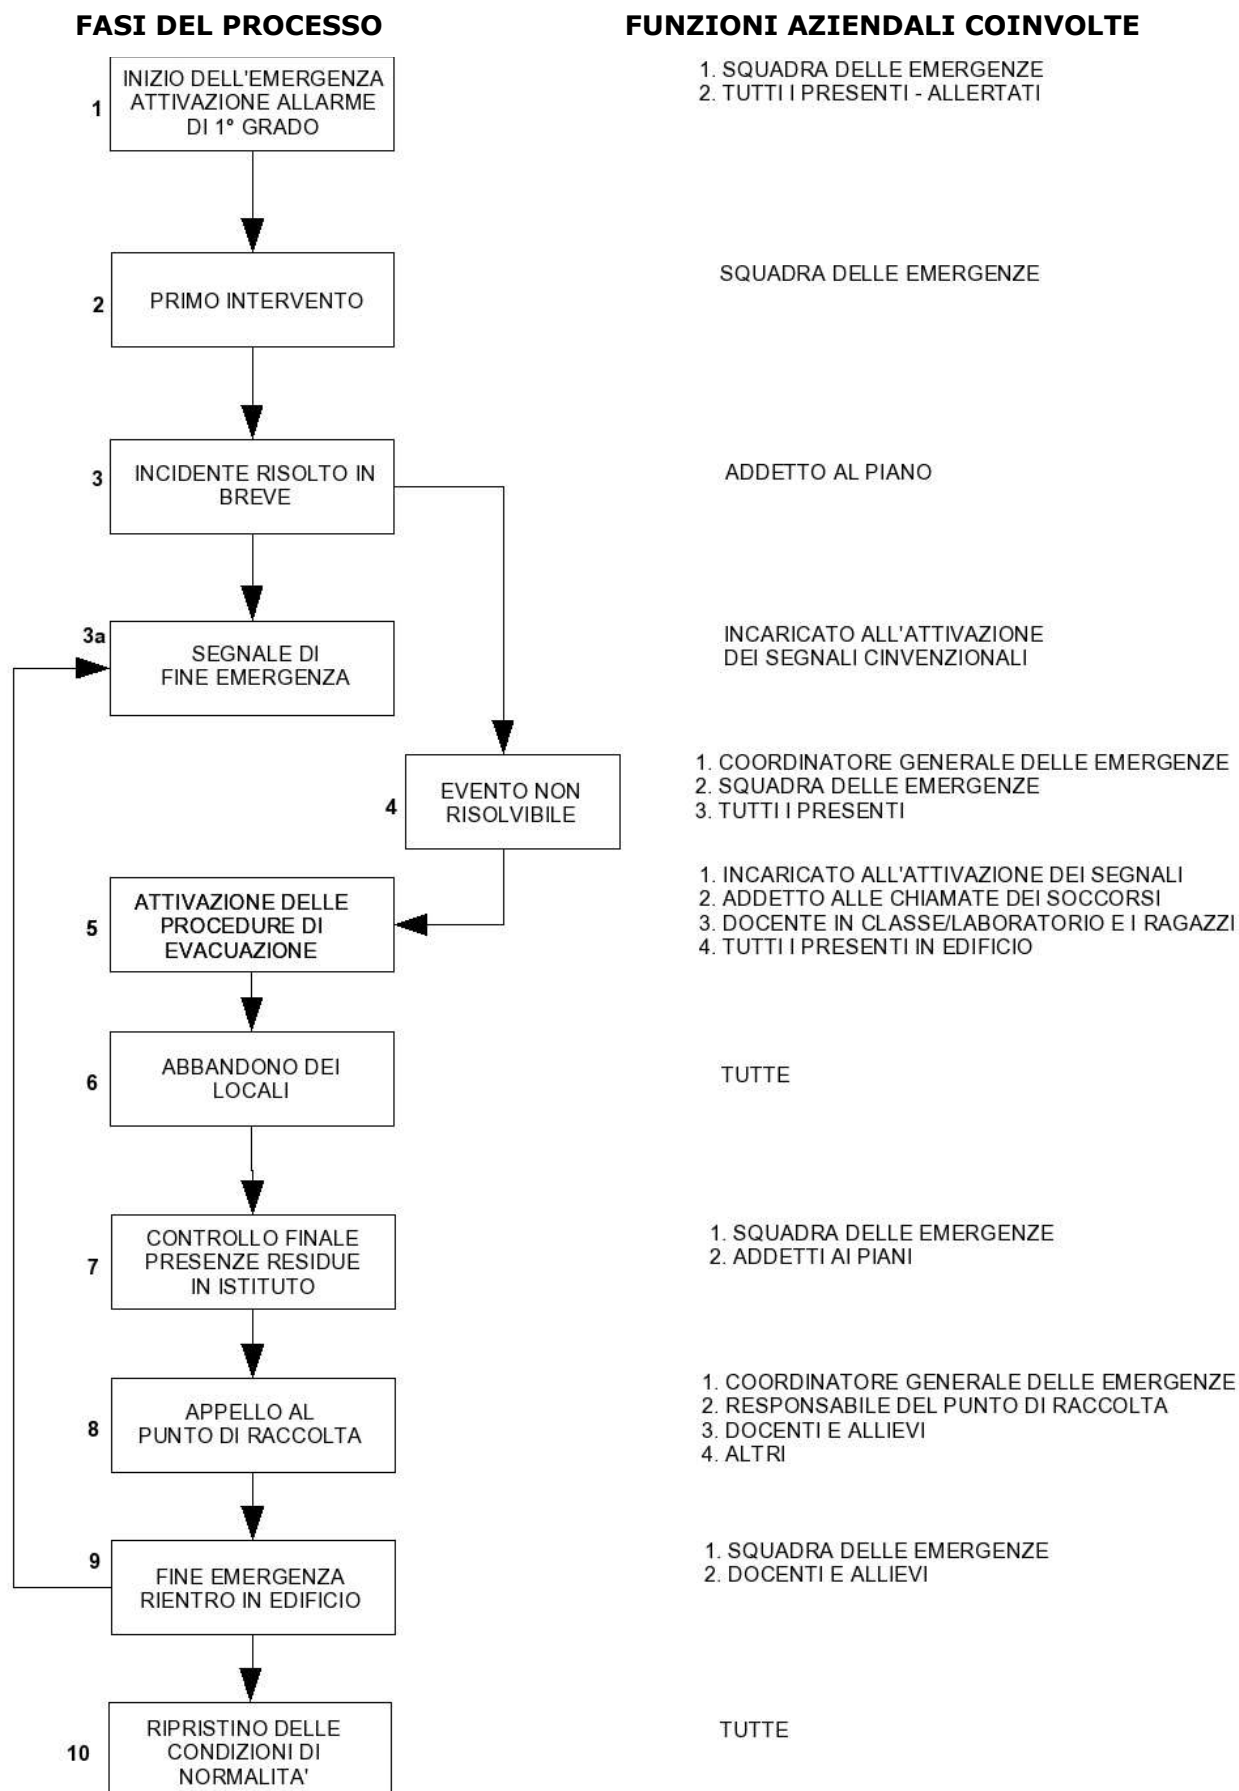 FASI DEL PROCESSO
FUNZIONI AZIENDALI COINVOLTE
1
INIZIO DELL'EMERGENZA
ATTIVAZIONE ALLARME
DI 1° GRADO
1. SQUADRA DELLE EMERGENZE
2. TUTTI I PRESENTI - ALLERTATI
2
PRIMO INTERVENTO
SQUADRA DELLE EMERGENZE
3
INCIDENTE RISOLTO IN
BREVE
ADDETTO AL PIANO
3a
SEGNALE DI
FINE EMERGENZA
INCARICATO ALL'ATTIVAZIONE
DEI SEGNALI CINVENZIONALI
4
EVENTO NON
RISOLVIBILE
1. COORDINATORE GENERALE DELLE EMERGENZE
2. SQUADRA DELLE EMERGENZE
3. TUTTI I PRESENTI
5
ATTIVAZIONE DELLE
PROCEDURE DI
EVACUAZIONE
1. INCARICATO ALL'ATTIVAZIONE DEI SEGNALI
2. ADDETTO ALLE CHIAMATE DEI SOCCORSI
3. DOCENTE IN CLASSE/LABORATORIO E I RAGAZZI
4. TUTTI I PRESENTI IN EDIFICIO
6
ABBANDONO DEI
LOCALI
TUTTE
7
CONTROLLO FINALE
PRESENZE RESIDUE
IN ISTITUTO
1. SQUADRA DELLE EMERGENZE
2. ADDETTI AI PIANI
8
APPELLO AL
PUNTO DI RACCOLTA
1. COORDINATORE GENERALE DELLE EMERGENZE
2. RESPONSABILE DEL PUNTO DI RACCOLTA
3. DOCENTI E ALLIEVI
4. ALTRI
9
FINE EMERGENZA
RIENTRO IN EDIFICIO
1. SQUADRA DELLE EMERGENZE
2. DOCENTI E ALLIEVI
10
RIPRISTINO DELLE
CONDIZIONI DI
NORMALITA'
TUTTE